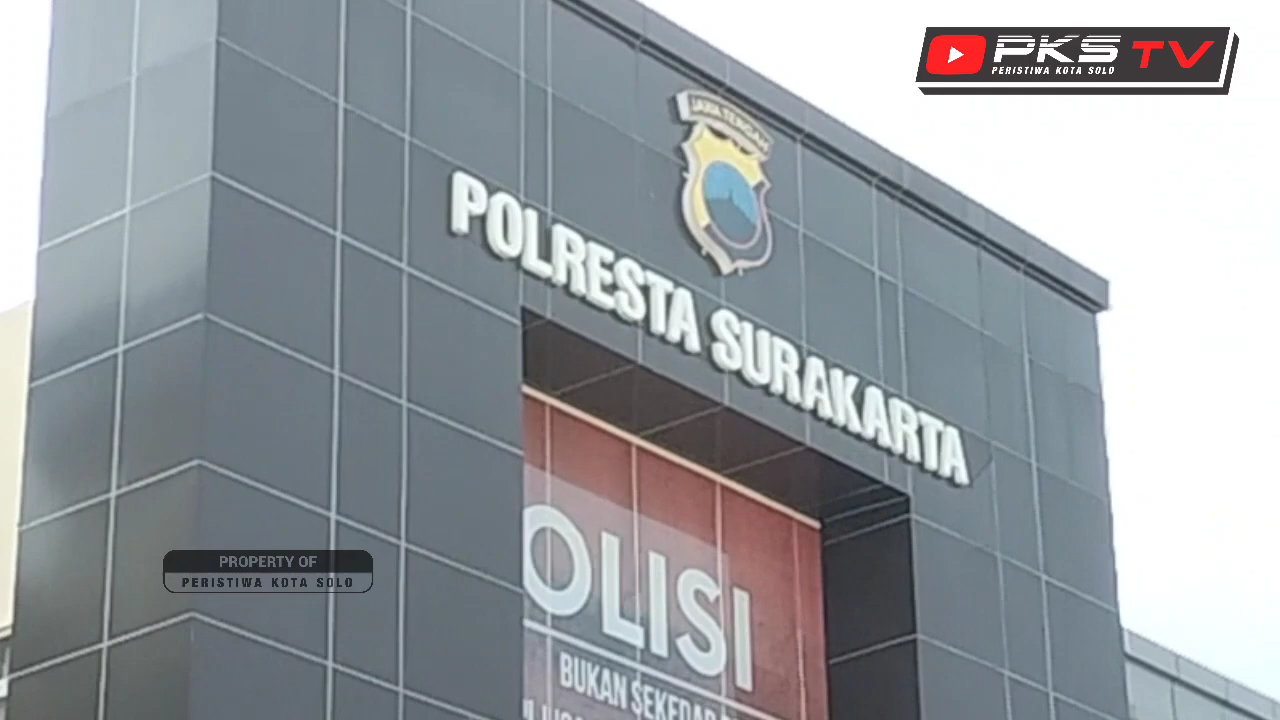 PKS TV
PERISTIWA KOTA SOLO
JAWA TENGAH
POLRESTA SURAKARTA
OLISI
BUKAN SEKEDAR
PROPERTY OF
PERISTIWA KOTA SOLO